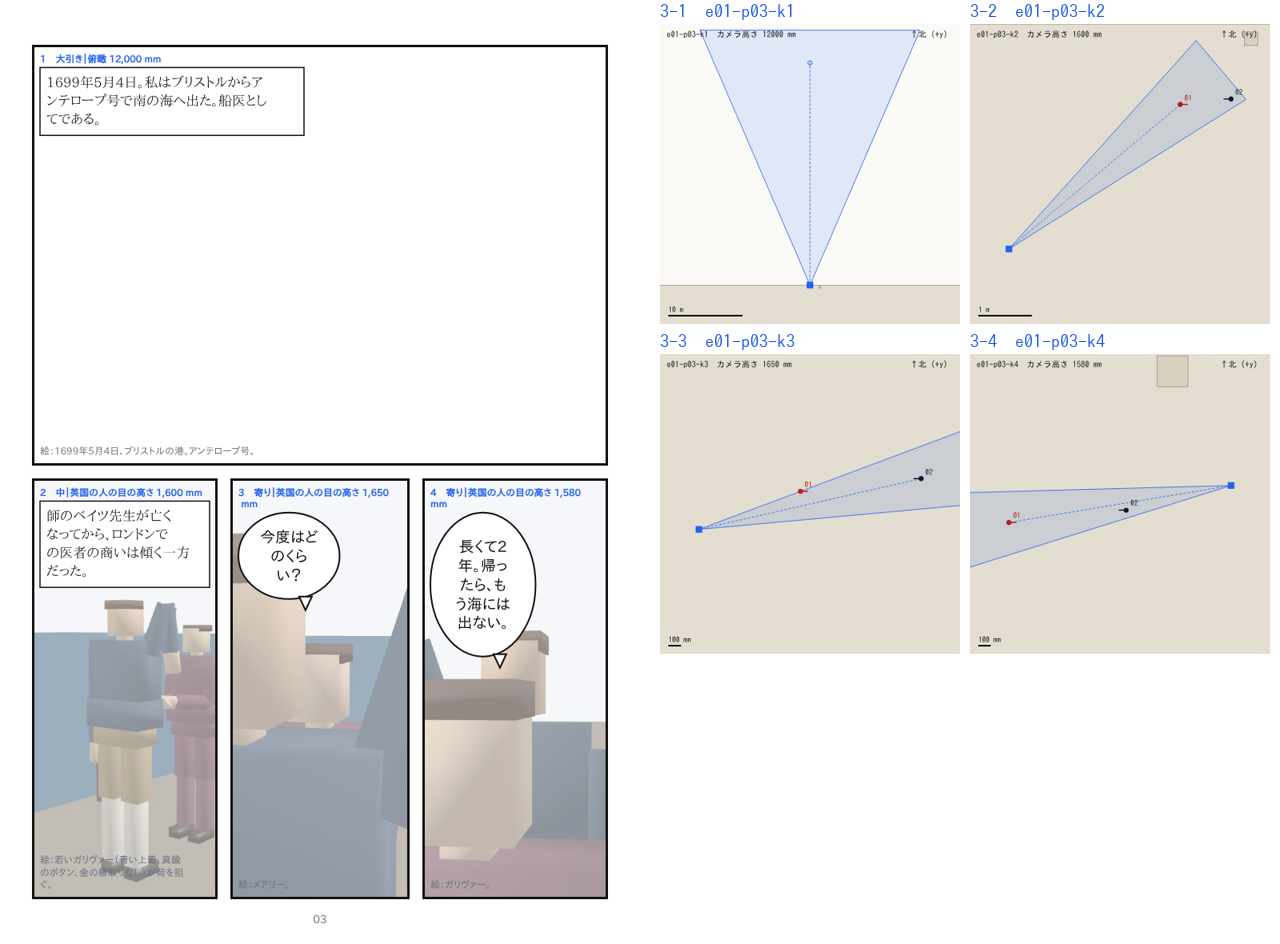 1 大引き|俯瞰 12,000 mm
1699年5月4日。私はブリストルからア
ンテロープ号で南の海へ出た。船医とし
てである。
絵:1699年5月4日、ブリストルの港。アンテロープ号。
2 中|英国の人の目の高さ 1,600 mm
師のベイツ先生が亡く
なってから、ロンドンで
の医者の商いは傾く一方
だった。
絵:若いガリヴァー(青い上着、真鍮
のボタン、金の縁取りなし)が荷を担
ぐ。
3 寄り|英国の人の目の高さ 1,650
mm
今度はど
のくら
い?
絵:メアリー。
4 寄り|英国の人の目の高さ 1,580
mm
長くて2
年。帰っ
たら、も
う海には
出ない。
絵:ガリヴァー。
03
3-1 e01-p03-k1
e01-p03-k1 カメラ高さ 12000 mm
↑北 (+y)
10 m
3-2 e01-p03-k2
e01-p03-k2 カメラ高さ 1600 mm
↑北 (+y)
01
02
1 m
3-3 e01-p03-k3
e01-p03-k3 カメラ高さ 1650 mm
↑北 (+y)
01
02
100 mm
3-4 e01-p03-k4
e01-p03-k4 カメラ高さ 1580 mm
↑北 (+y)
01
02
100 mm